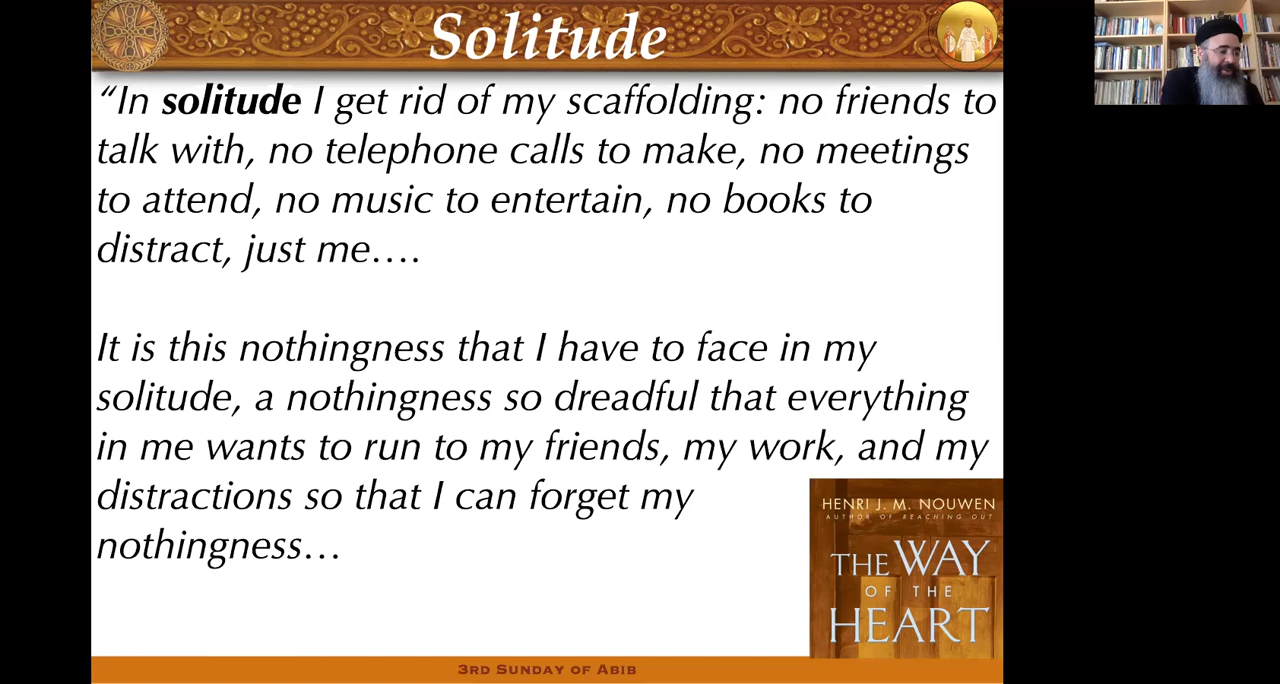 Solitude
“In solitude I get rid of my scaffolding: no friends to
talk with, no telephone calls to make, no meetings
to attend, no music to entertain, no books to
distract, just me….
It is this nothingness that I have to face in my
solitude, a nothingness so dreadful that everything
in me wants to run to my friends, my work, and my
distractions so that I can forget my
nothingness…
HENRI J. M. NOUWEN
AUTHOR OF REACHING OUT
THE WAY
OF THE
HEART
3RD SUNDAY OF ABIB